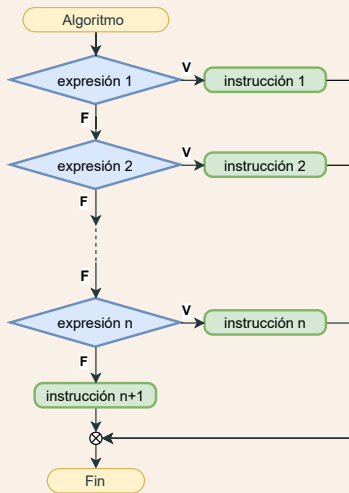 Algoritmo
expresión 1
V
instrucción 1
F
expresión 2
V
instrucción 2
F
F
expresión n
V
instrucción n
F
instrucción n+1
Fin